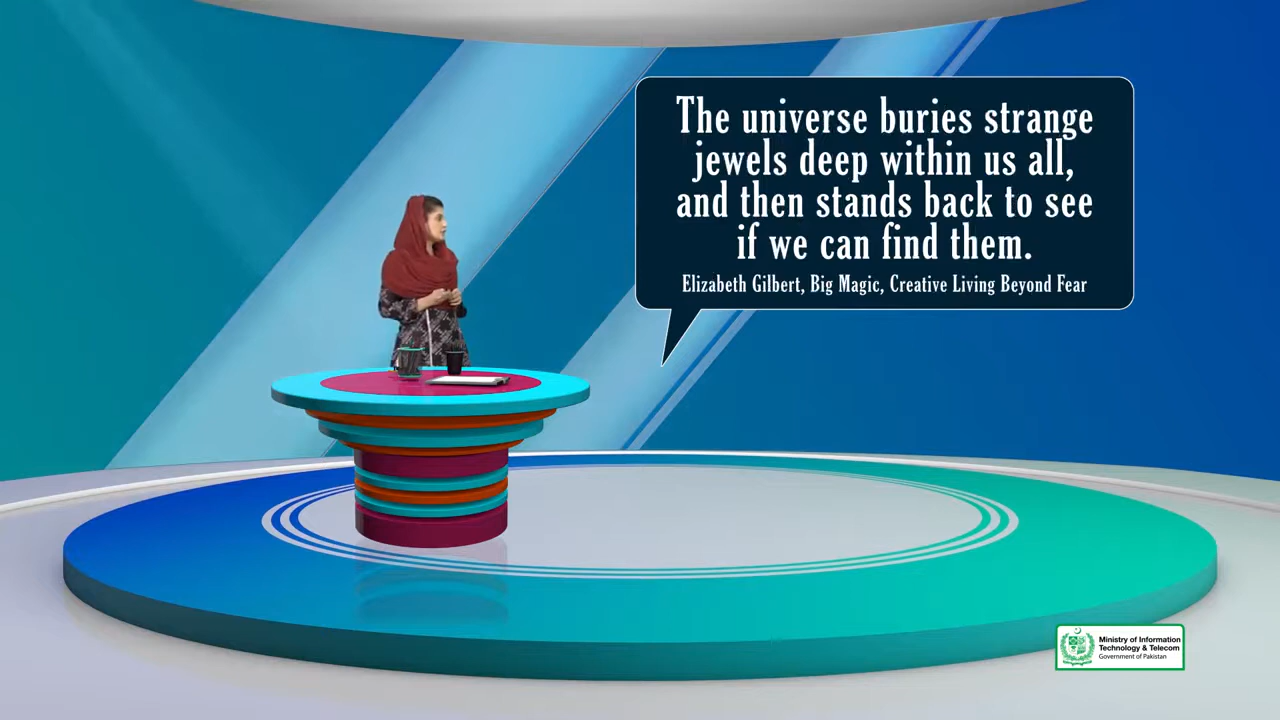 The universe buries strange
jewels deep within us all,
and then stands back to see
if we can find them.
Elizabeth Gilbert, Big Magic, Creative Living Beyond Fear
Ministry of Information
Technology & Telecom
Government of Pakistan